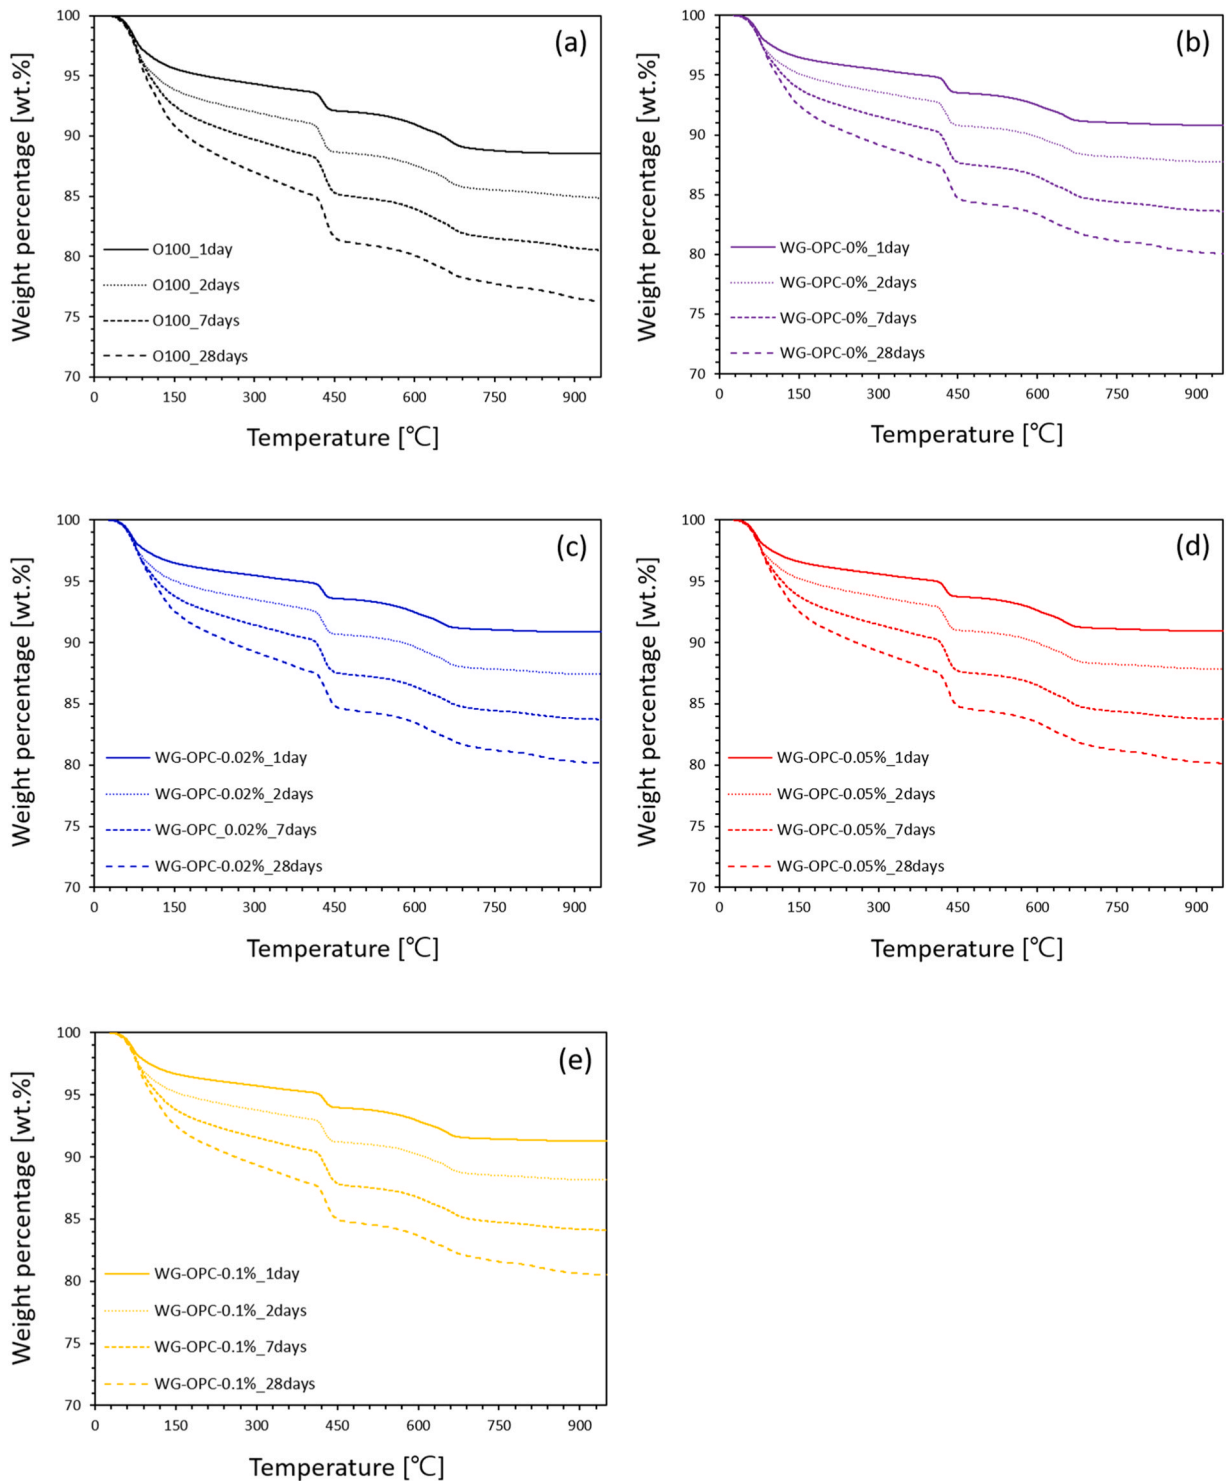 (a)
Weight percentage [wt.%]
100
95
90
85
80
75
70
O100_1day
O100_2days
O100_7days
O100_28days
0 150 300 450 600 750 900
Temperature [℃]
(b)
Weight percentage [wt.%]
100
95
90
85
80
75
70
WG-OPC-0%_1day
WG-OPC-0%_2days
WG-OPC-0%_7days
WG-OPC-0%_28days
0 150 300 450 600 750 900
Temperature [℃]
(c)
Weight percentage [wt.%]
100
95
90
85
80
75
70
WG-OPC-0.02%_1day
WG-OPC-0.02%_2days
WG-OPC_0.02%_7days
WG-OPC-0.02%_28days
0 150 300 450 600 750 900
Temperature [℃]
(d)
Weight percentage [wt.%]
100
95
90
85
80
75
70
WG-OPC-0.05%_1day
WG-OPC-0.05%_2days
WG-OPC-0.05%_7days
WG-OPC-0.05%_28days
0 150 300 450 600 750 900
Temperature [℃]
(e)
Weight percentage [wt.%]
100
95
90
85
80
75
70
WG-OPC-0.1%_1day
WG-OPC-0.1%_2days
WG-OPC-0.1%_7days
WG-OPC-0.1%_28days
0 150 300 450 600 750 900
Temperature [℃]